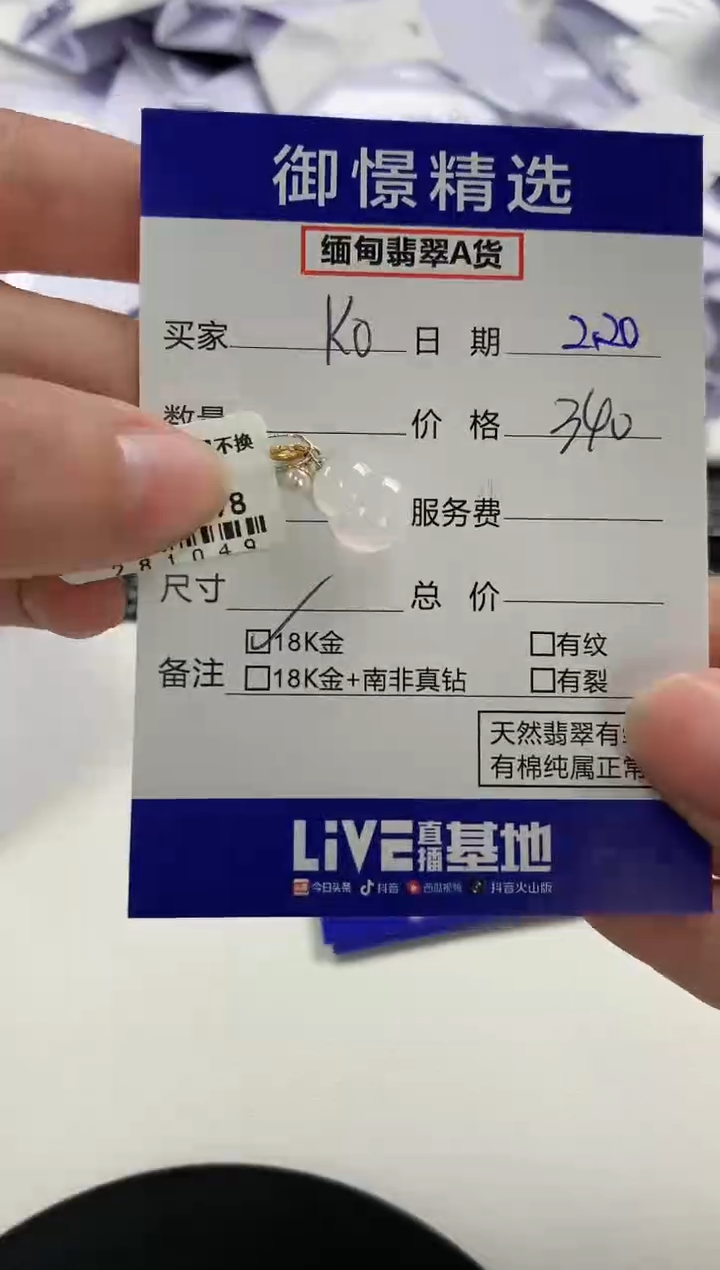 御憬精选
缅甸翡翠A货
买家 K0 日 期 2.20
数量 价 格 340
不换
78
281049
服务费
尺寸 总 价
备注 ☑18K金 □有纹
□18K金+南非真钻 □有裂
天然翡翠有
有棉纯属正常
LiVE直播基地
今日头条 抖音 西瓜视频 抖音火山版